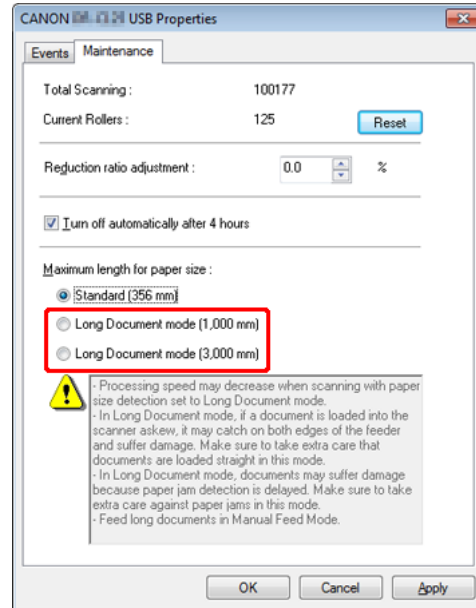 CANON USB Properties
Events Maintenance
Total Scanning : 100177
Current Rollers : 125 Reset
Reduction ratio adjustment : 0.0 %
Turn off automatically after 4 hours
Maximum length for paper size :
Standard (356 mm)
Long Document mode (1,000 mm)
Long Document mode (3,000 mm)
- Processing speed may decrease when scanning with paper
size detection set to Long Document mode.
- In Long Document mode, if a document is loaded into the
scanner askew, it may catch on both edges of the feeder
and suffer damage. Make sure to take extra care that
documents are loaded straight in this mode.
- In Long Document mode, documents may suffer damage
because paper jam detection is delayed. Make sure to take
extra care against paper jams in this mode.
- Feed long documents in Manual Feed Mode.
OK Cancel Apply